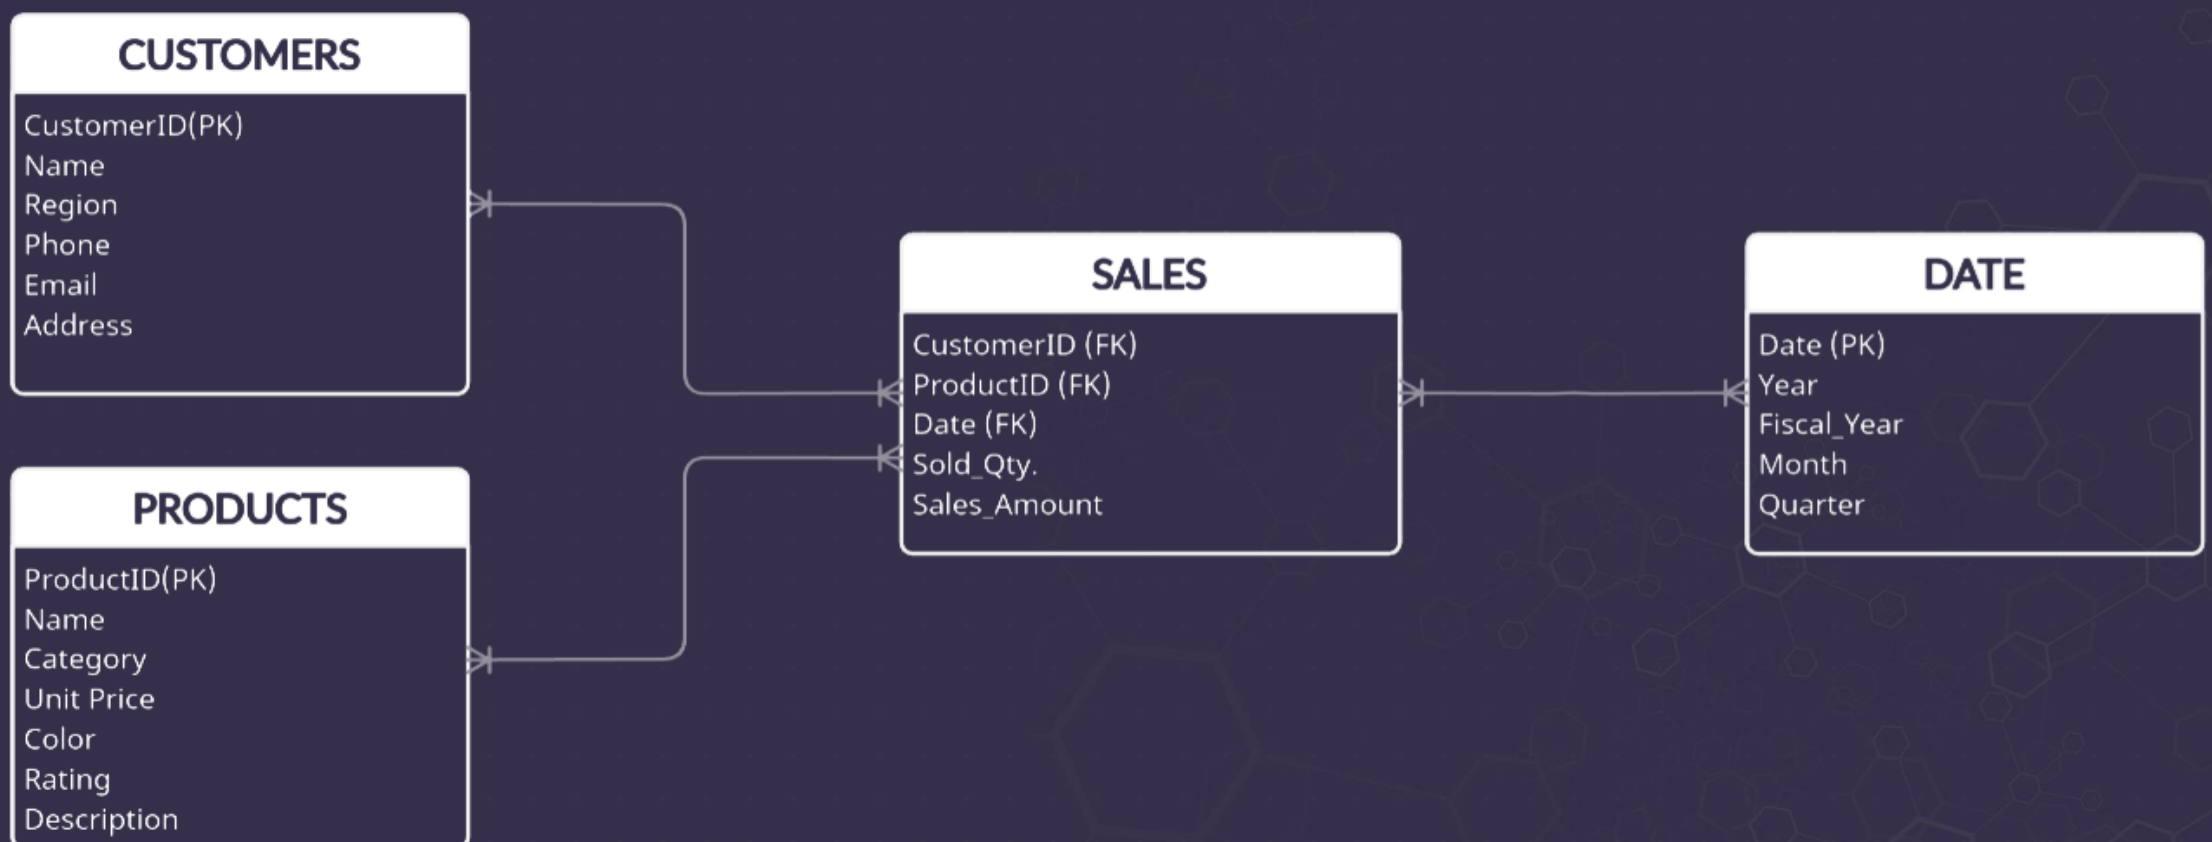 CUSTOMERS
CustomerID(PK)
Name
Region
Phone
Email
Address
PRODUCTS
ProductID(PK)
Name
Category
Unit Price
Color
Rating
Description
SALES
CustomerID (FK)
ProductID (FK)
Date (FK)
Sold_Qty.
Sales_Amount
DATE
Date (PK)
Year
Fiscal_Year
Month
Quarter